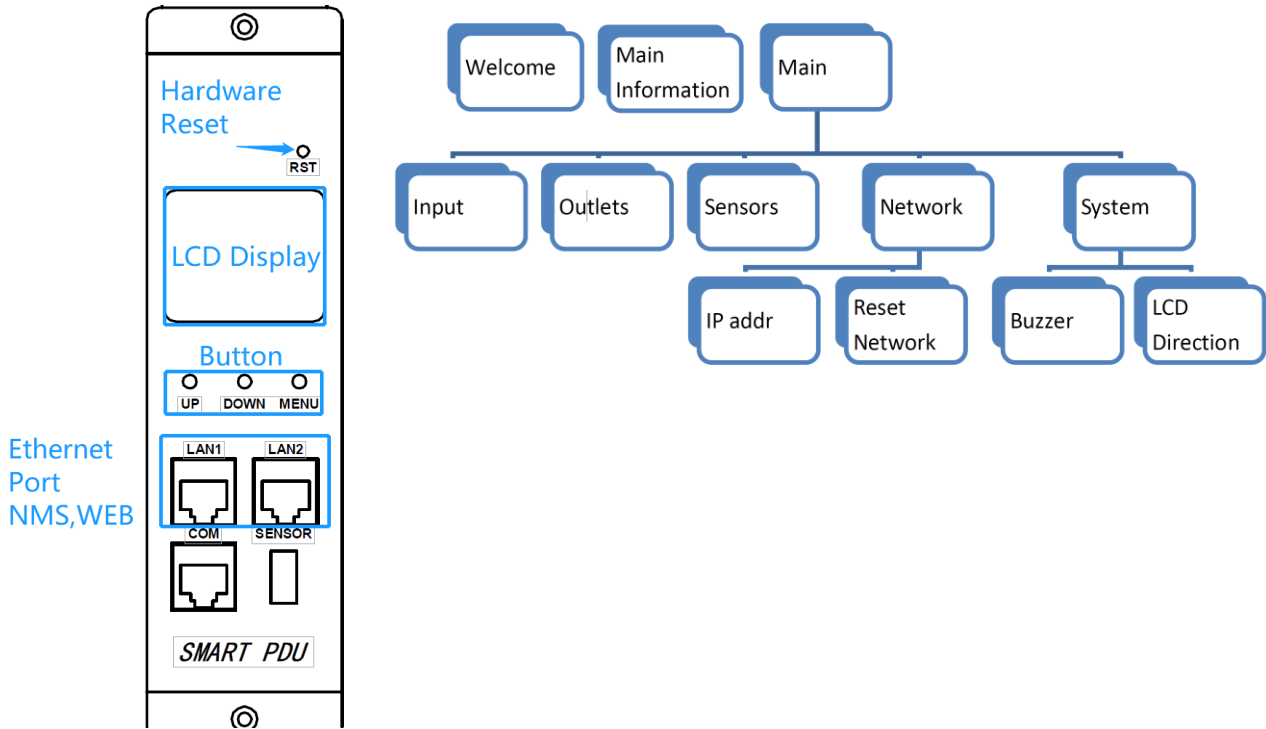 Hardware
Reset
RST
LCD Display
Button
UP DOWN MENU
Ethernet
Port
NMS,WEB
LAN1 LAN2
COM SENSOR
SMART PDU
Welcome
Main
Information
Main
Input
Outlets
Sensors
Network
System
IP addr
Reset
Network
Buzzer
LCD
Direction